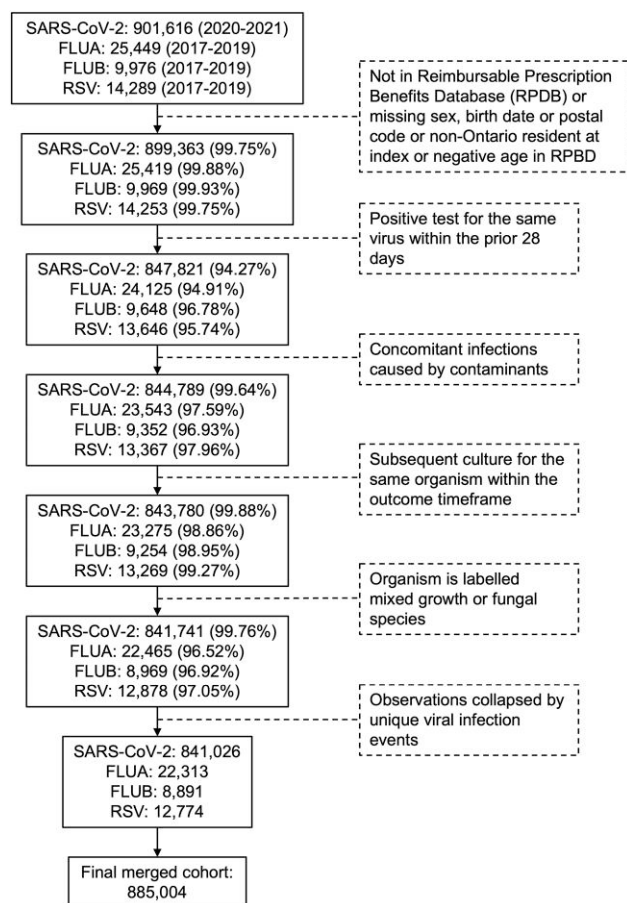 SARS-CoV-2: 901,616 (2020-2021)
FLUA: 25,449 (2017-2019)
FLUB: 9,976 (2017-2019)
RSV: 14,289 (2017-2019)
Not in Reimbursable Prescription
Benefits Database (RPDB) or
missing sex, birth date or postal
code or non-Ontario resident at
index or negative age in RPBD
SARS-CoV-2: 899,363 (99.75%)
FLUA: 25,419 (99.88%)
FLUB: 9,969 (99.93%)
RSV: 14,253 (99.75%)
Positive test for the same
virus within the prior 28
days
SARS-CoV-2: 847,821 (94.27%)
FLUA: 24,125 (94.91%)
FLUB: 9,648 (96.78%)
RSV: 13,646 (95.74%)
Concomitant infections
caused by contaminants
SARS-CoV-2: 844,789 (99.64%)
FLUA: 23,543 (97.59%)
FLUB: 9,352 (96.93%)
RSV: 13,367 (97.96%)
Subsequent culture for the
same organism within the
outcome timeframe
SARS-CoV-2: 843,780 (99.88%)
FLUA: 23,275 (98.86%)
FLUB: 9,254 (98.95%)
RSV: 13,269 (99.27%)
Organism is labelled
mixed growth or fungal
species
SARS-CoV-2: 841,741 (99.76%)
FLUA: 22,465 (96.52%)
FLUB: 8,969 (96.92%)
RSV: 12,878 (97.05%)
Observations collapsed by
unique viral infection
events
SARS-CoV-2: 841,026
FLUA: 22,313
FLUB: 8,891
RSV: 12,774
Final merged cohort:
885,004